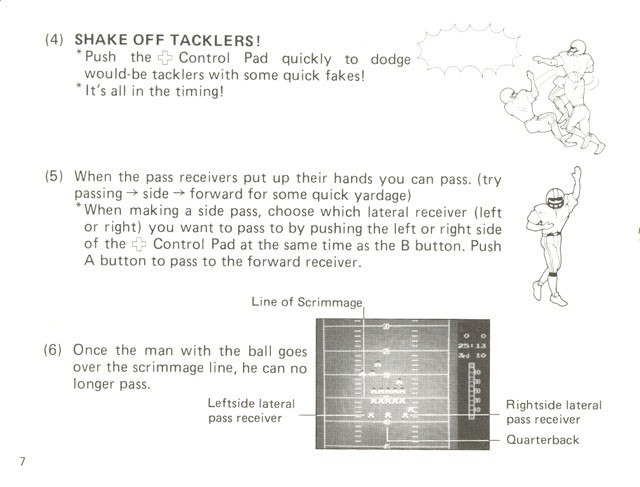 (4) SHAKE OFF TACKLERS!
*Push the Control Pad quickly to dodge
would-be tacklers with some quick fakes!
*It's all in the timing!
(5) When the pass receivers put up their hands you can pass. (try
passing → side → forward for some quick yardage)
*When making a side pass, choose which lateral receiver (left
or right) you want to pass to by pushing the left or right side
of the Control Pad at the same time as the B button. Push
A button to pass to the forward receiver.
Line of Scrimmage
(6) Once the man with the ball goes
over the scrimmage line, he can no
longer pass.
0 0
25:13
3rd 10
Leftside lateral
pass receiver
Rightside lateral
pass receiver
Quarterback
7